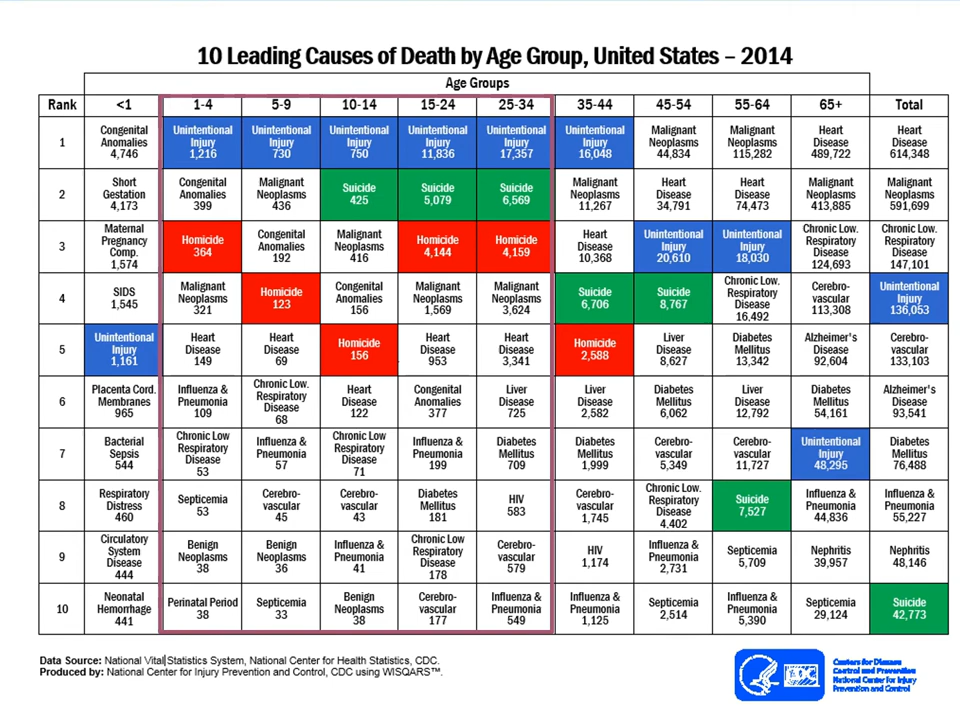 10 Leading Causes of Death by Age Group, United States – 2014
Age Groups
Rank <1 1-4 5-9 10-14 15-24 25-34 35-44 45-54 55-64 65+ Total
1 Congenital Anomalies 4,746 Unintentional Injury 1,216 Unintentional Injury 730 Unintentional Injury 750 Unintentional Injury 11,836 Unintentional Injury 17,357 Unintentional Injury 16,048 Malignant Neoplasms 44,834 Malignant Neoplasms 115,282 Heart Disease 489,722 Heart Disease 614,348
2 Short Gestation 4,173 Congenital Anomalies 399 Malignant Neoplasms 436 Suicide 425 Suicide 5,079 Suicide 6,569 Malignant Neoplasms 11,267 Heart Disease 34,791 Heart Disease 74,473 Malignant Neoplasms 413,885 Malignant Neoplasms 591,699
3 Maternal Pregnancy Comp. 1,574 Homicide 364 Congenital Anomalies 192 Malignant Neoplasms 416 Homicide 4,144 Homicide 4,159 Heart Disease 10,368 Unintentional Injury 20,610 Unintentional Injury 18,030 Chronic Low. Respiratory Disease 124,693 Chronic Low. Respiratory Disease 147,101
4 SIDS 1,545 Malignant Neoplasms 321 Homicide 123 Congenital Anomalies 156 Malignant Neoplasms 1,569 Malignant Neoplasms 3,624 Suicide 6,706 Suicide 8,767 Chronic Low. Respiratory Disease 16,492 Cerebro- vascular 113,308 Unintentional Injury 136,053
5 Unintentional Injury 1,161 Heart Disease 149 Heart Disease 69 Homicide 156 Heart Disease 953 Heart Disease 3,341 Homicide 2,588 Liver Disease 8,627 Diabetes Mellitus 13,342 Alzheimer's Disease 92,604 Cerebro- vascular 133,103
6 Placenta Cord. Membranes 965 Influenza & Pneumonia 109 Chronic Low. Respiratory Disease 68 Heart Disease 122 Congenital Anomalies 377 Liver Disease 725 Liver Disease 2,582 Diabetes Mellitus 6,062 Liver Disease 12,792 Diabetes Mellitus 54,161 Alzheimer's Disease 93,541
7 Bacterial Sepsis 544 Chronic Low Respiratory Disease 53 Influenza & Pneumonia 57 Chronic Low Respiratory Disease 71 Influenza & Pneumonia 199 Diabetes Mellitus 709 Diabetes Mellitus 1,999 Cerebro- vascular 5,349 Cerebro- vascular 11,727 Unintentional Injury 48,295 Diabetes Mellitus 76,488
8 Respiratory Distress 460 Septicemia 53 Cerebro- vascular 45 Cerebro- vascular 43 Diabetes Mellitus 181 HIV 583 Cerebro- vascular 1,745 Chronic Low. Respiratory Disease 4,402 Suicide 7,527 Influenza & Pneumonia 44,836 Influenza & Pneumonia 55,227
9 Circulatory System Disease 444 Benign Neoplasms 38 Benign Neoplasms 36 Influenza & Pneumonia 41 Chronic Low Respiratory Disease 178 Cerebro- vascular 579 HIV 1,174 Influenza & Pneumonia 2,731 Septicemia 5,709 Nephritis 39,957 Nephritis 48,146
10 Neonatal Hemorrhage 441 Perinatal Period 38 Septicemia 33 Benign Neoplasms 38 Cerebro- vascular 177 Influenza & Pneumonia 549 Influenza & Pneumonia 1,125 Septicemia 2,514 Influenza & Pneumonia 5,390 Septicemia 29,124 Suicide 42,773
Data Source: National Vital Statistics System, National Center for Health Statistics, CDC.
Produced by: National Center for Injury Prevention and Control, CDC using WISQARS™.
CDC
Centers for Disease
Control and Prevention
National Center for Injury
Prevention and Control